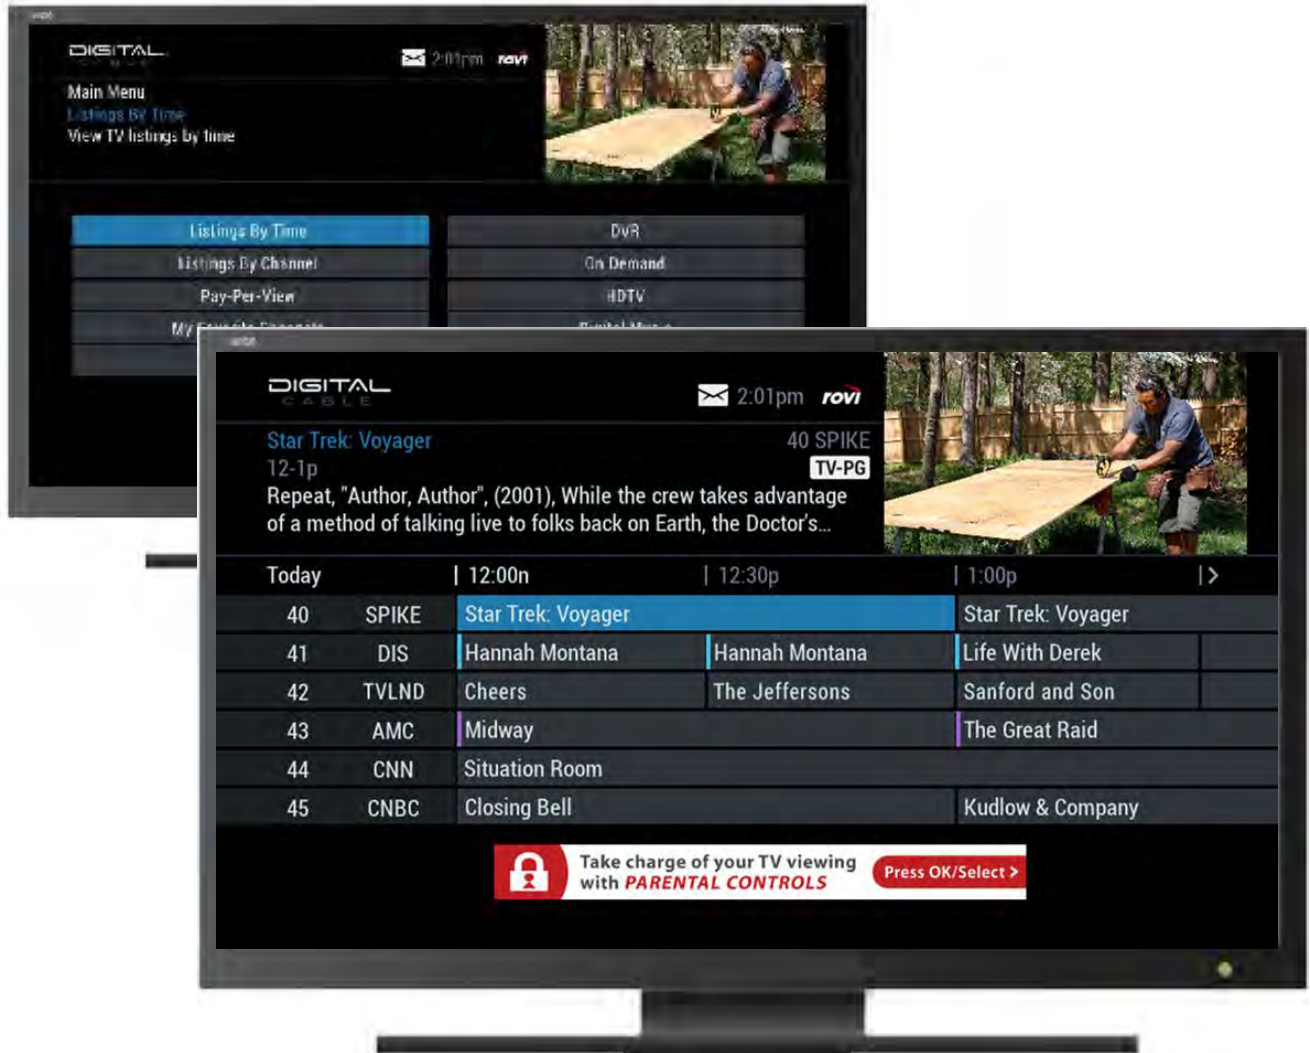 DIGITAL
CABLE
2:01pm rovi
Main Menu
Listings By Time
View TV listings by time
Listings By Time DVR
Listings By Channel On Demand
Pay-Per-View HDTV
My Favorite Channels Digital Music
DIGITAL
CABLE
2:01pm rovi
Star Trek: Voyager 40 SPIKE
12-1p TV-PG
Repeat, "Author, Author", (2001), While the crew takes advantage
of a method of talking live to folks back on Earth, the Doctor's...
Today | 12:00n | 12:30p | 1:00p | >
40 SPIKE Star Trek: Voyager Star Trek: Voyager
41 DIS Hannah Montana Hannah Montana Life With Derek
42 TVLND Cheers The Jeffersons Sanford and Son
43 AMC Midway The Great Raid
44 CNN Situation Room
45 CNBC Closing Bell Kudlow & Company
Take charge of your TV viewing
with PARENTAL CONTROLS
Press OK/Select >